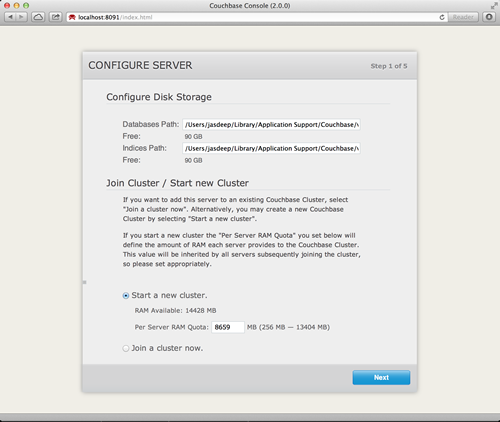 Couchbase Console (2.0.0)
localhost:8091/index.html
Reader
CONFIGURE SERVER
Step 1 of 5
Configure Disk Storage
Databases Path: /Users/jasdeep/Library/Application Support/Couchbase/v
Free: 90 GB
Indices Path: /Users/jasdeep/Library/Application Support/Couchbase/v
Free: 90 GB
Join Cluster / Start new Cluster
If you want to add this server to an existing Couchbase Cluster, select
"Join a cluster now". Alternatively, you may create a new Couchbase
Cluster by selecting "Start a new cluster".
If you start a new cluster the "Per Server RAM Quota" you set below will
define the amount of RAM each server provides to the Couchbase Cluster.
This value will be inherited by all servers subsequently joining the cluster,
so please set appropriately.
Start a new cluster.
RAM Available: 14428 MB
Per Server RAM Quota: 8659 MB (256 MB — 13404 MB)
Join a cluster now.
Next